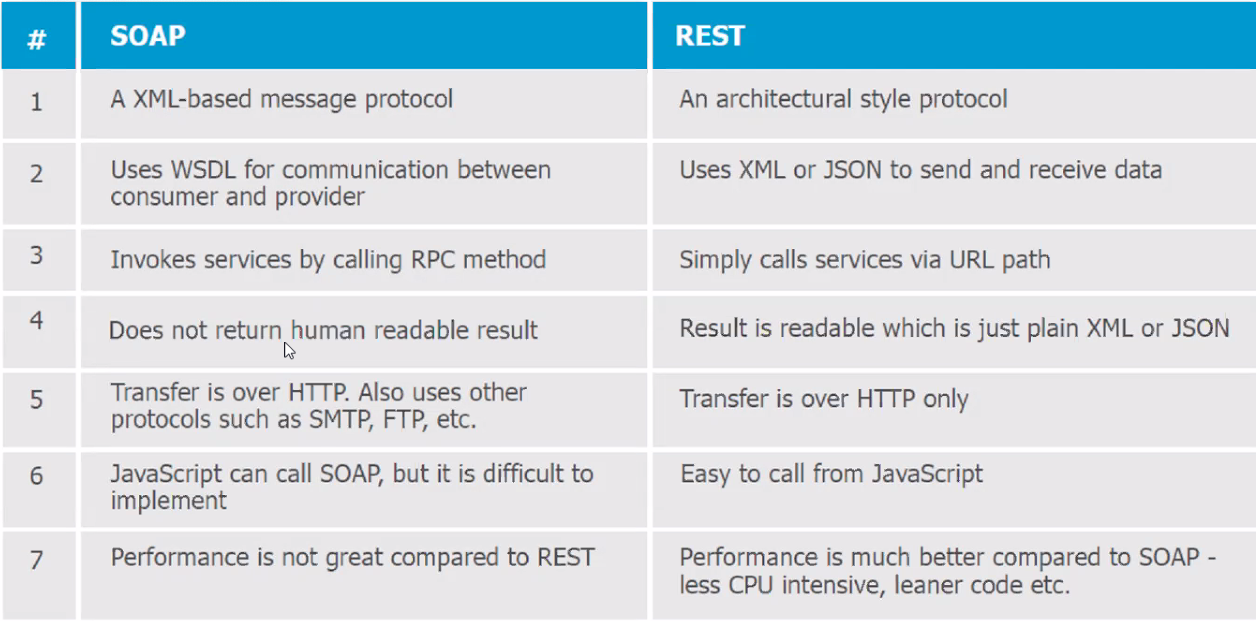 # SOAP REST
1 A XML-based message protocol An architectural style protocol
2 Uses WSDL for communication between Uses XML or JSON to send and receive data
consumer and provider
3 Invokes services by calling RPC method Simply calls services via URL path
4 Does not return human readable result Result is readable which is just plain XML or JSON
5 Transfer is over HTTP. Also uses other Transfer is over HTTP only
protocols such as SMTP, FTP, etc.
6 JavaScript can call SOAP, but it is difficult to Easy to call from JavaScript
implement
7 Performance is not great compared to REST Performance is much better compared to SOAP -
less CPU intensive, leaner code etc.